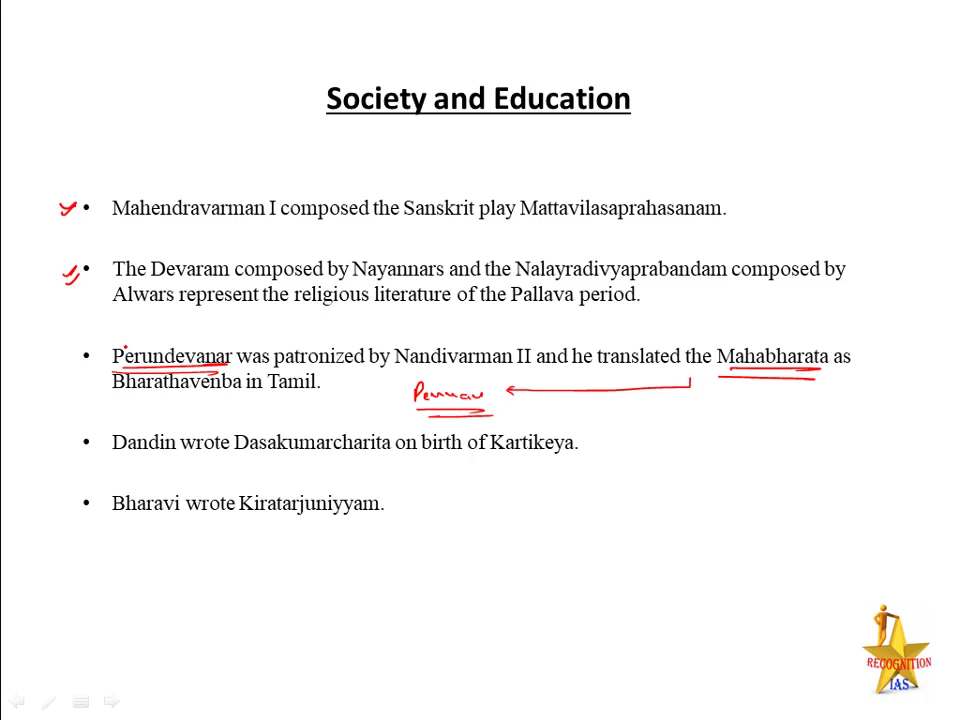 Society and Education
• Mahendravarman I composed the Sanskrit play Mattavilasaprahasanam.
• The Devaram composed by Nayannars and the Nalayradivyaprabandam composed by
Alwars represent the religious literature of the Pallava period.
• Perundevanar was patronized by Nandivarman II and he translated the Mahabharata as
Bharathavenba in Tamil.
• Dandin wrote Dasakumarcharita on birth of Kartikeya.
• Bharavi wrote Kiratarjuniyyam.
RECOGNITION
IAS